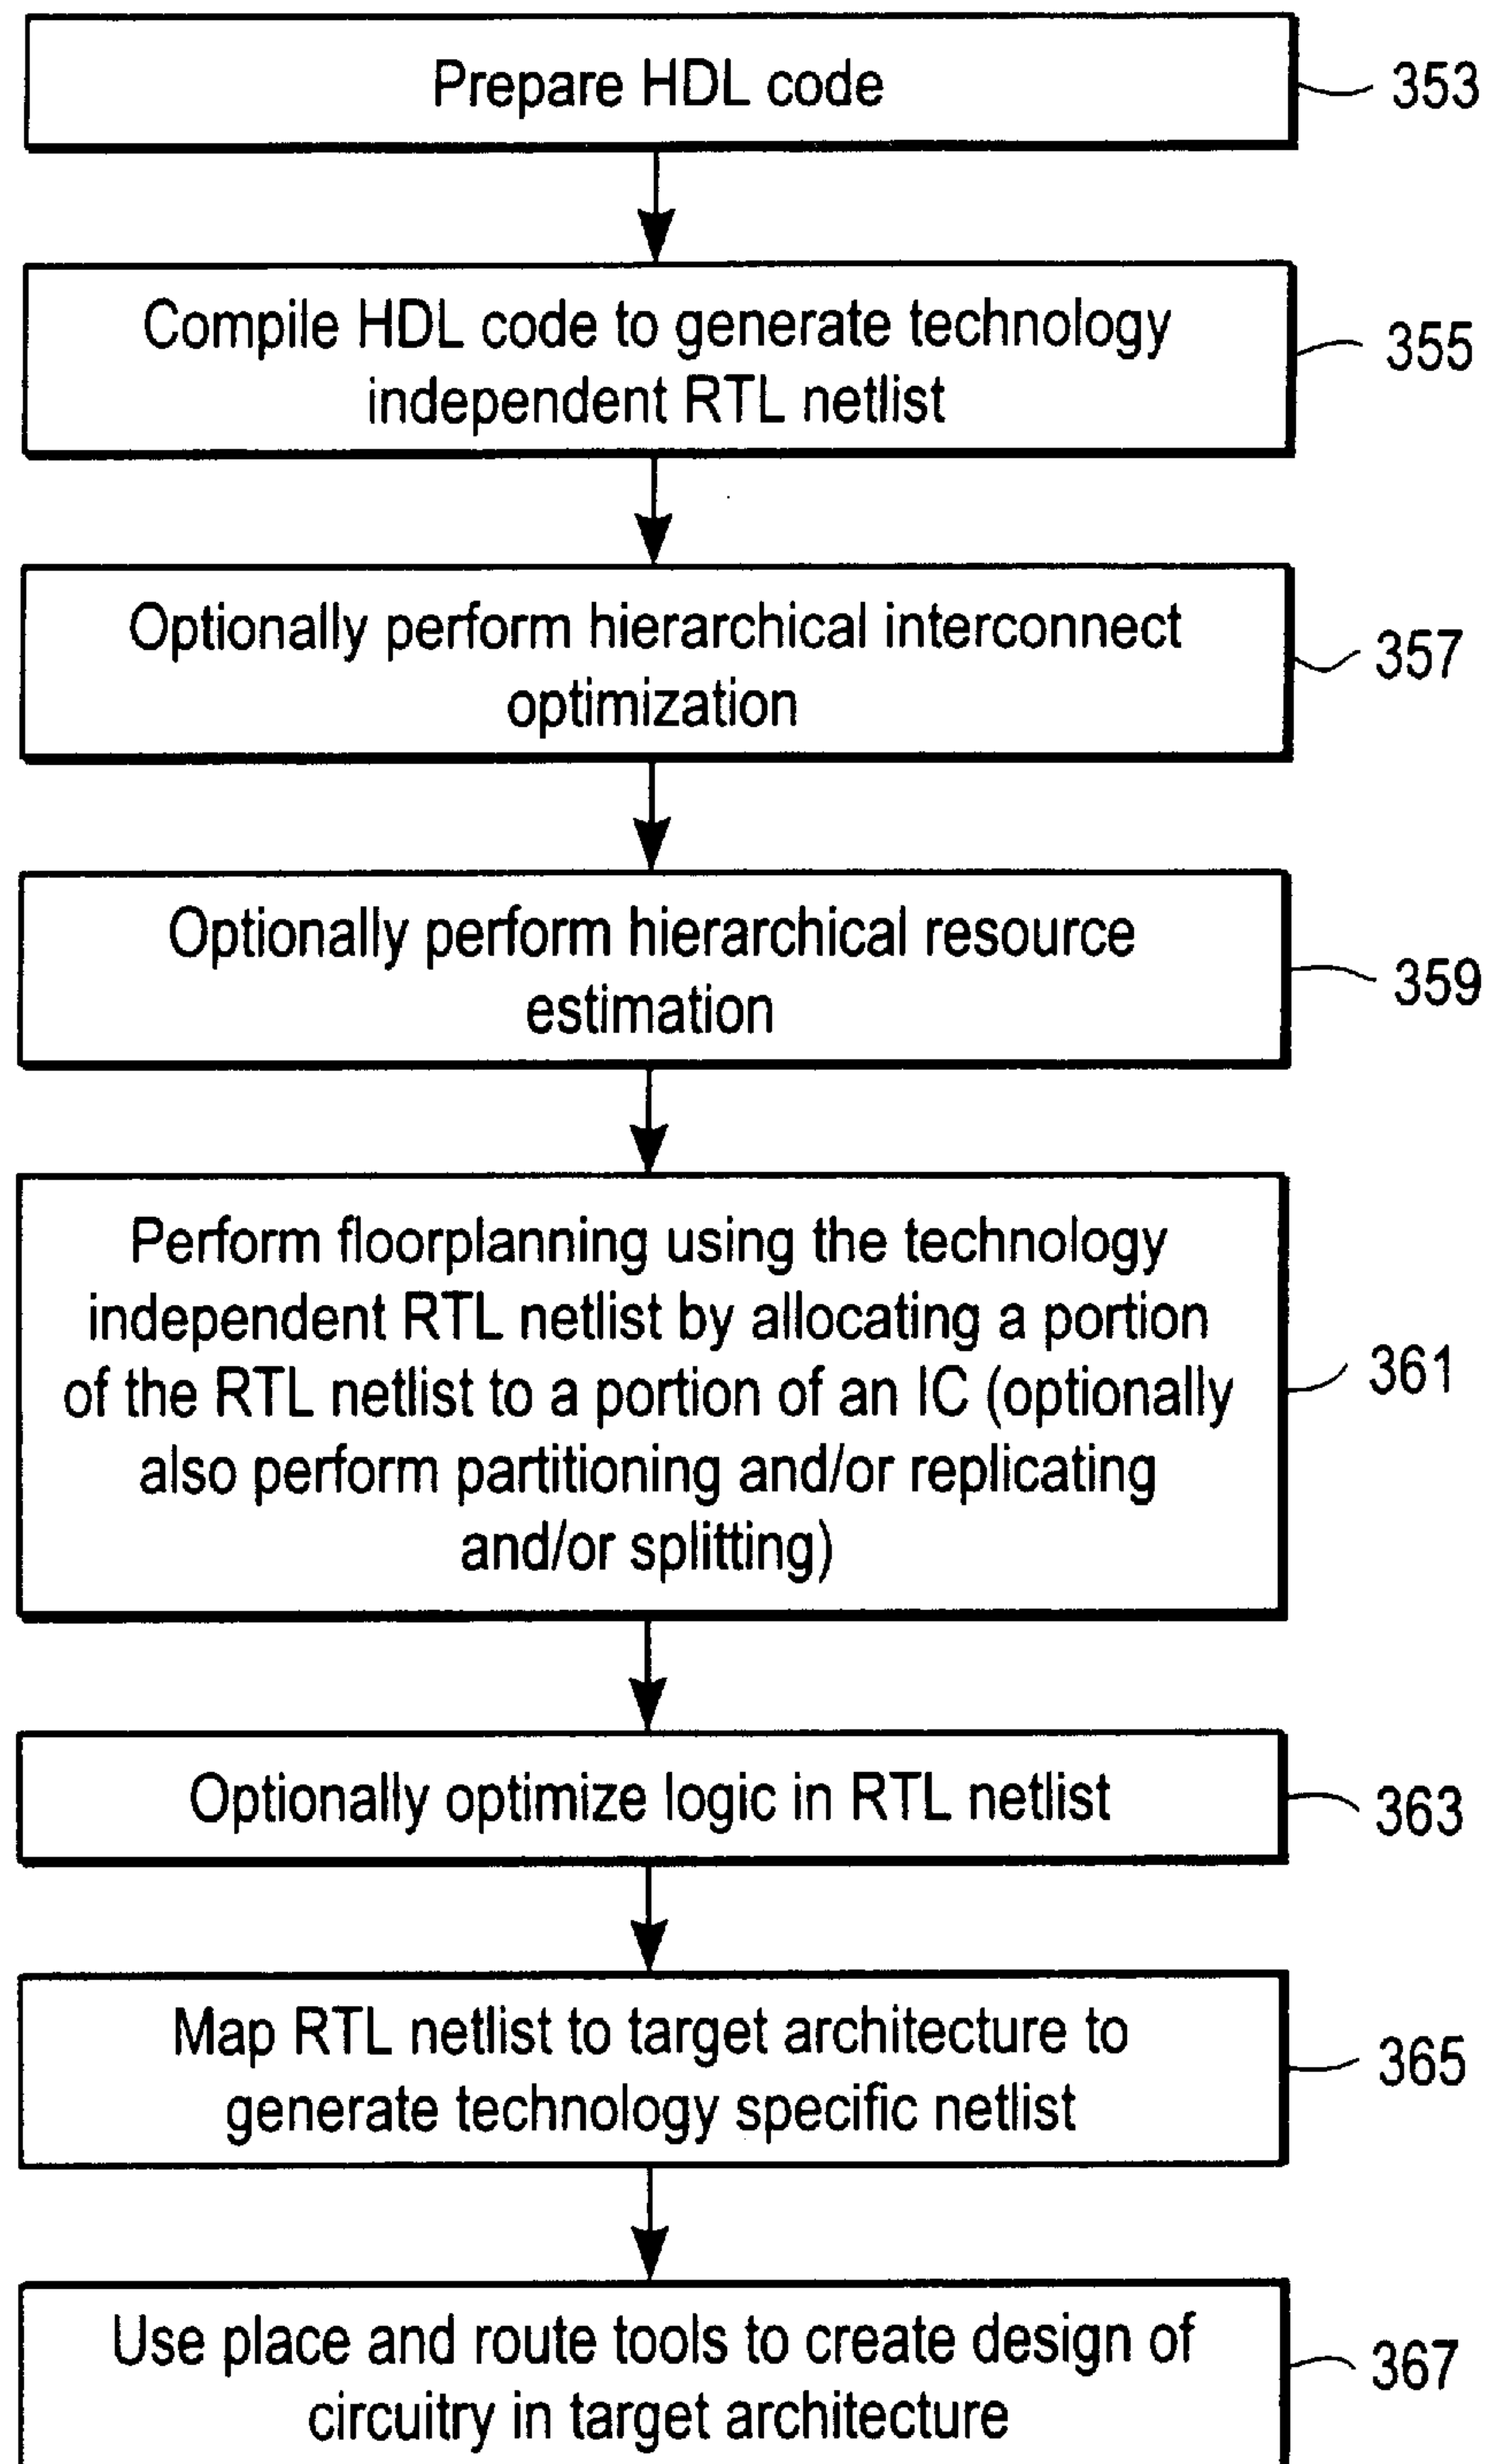 Prepare HDL code
353
Compile HDL code to generate technology
independent RTL netlist
355
Optionally perform hierarchical interconnect
optimization
357
Optionally perform hierarchical resource
estimation
359
Perform floorplanning using the technology
independent RTL netlist by allocating a portion
of the RTL netlist to a portion of an IC (optionally
also perform partitioning and/or replicating
and/or splitting)
361
Optionally optimize logic in RTL netlist
363
Map RTL netlist to target architecture to
generate technology specific netlist
365
Use place and route tools to create design of
circuitry in target architecture
367